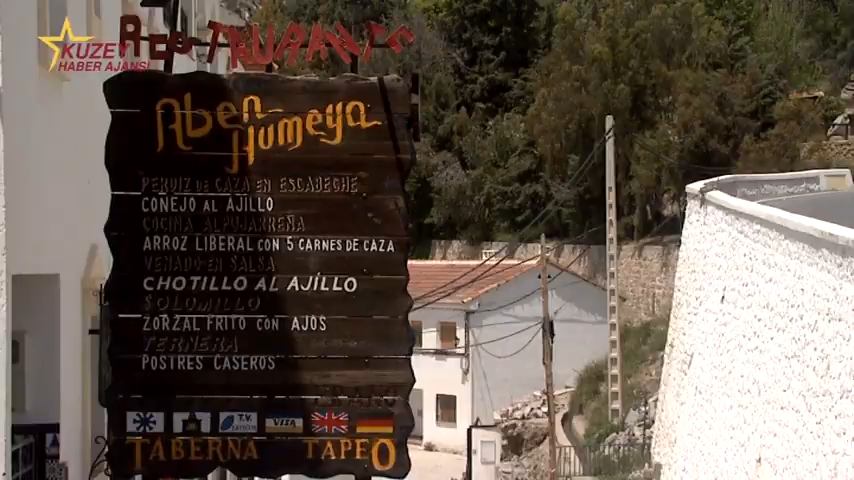 KUZEY
HABER AJANSI
RESTAURANTE
Aben-
Humeya
PERDIZ DE CAZA EN ESCABECHE
CONEJO AL AJILLO
COCINA ALPUJARREÑA
ARROZ LIBERAL CON 5 CARNES DE CAZA
VENADO EN SALSA
CHOTILLO AL AJÍLLO
SOLOMILLO
ZORZAL FRITO CON AJOS
TERNERA
POSTRES CASEROS
T.V.
VISA
TABERNA TAPEO